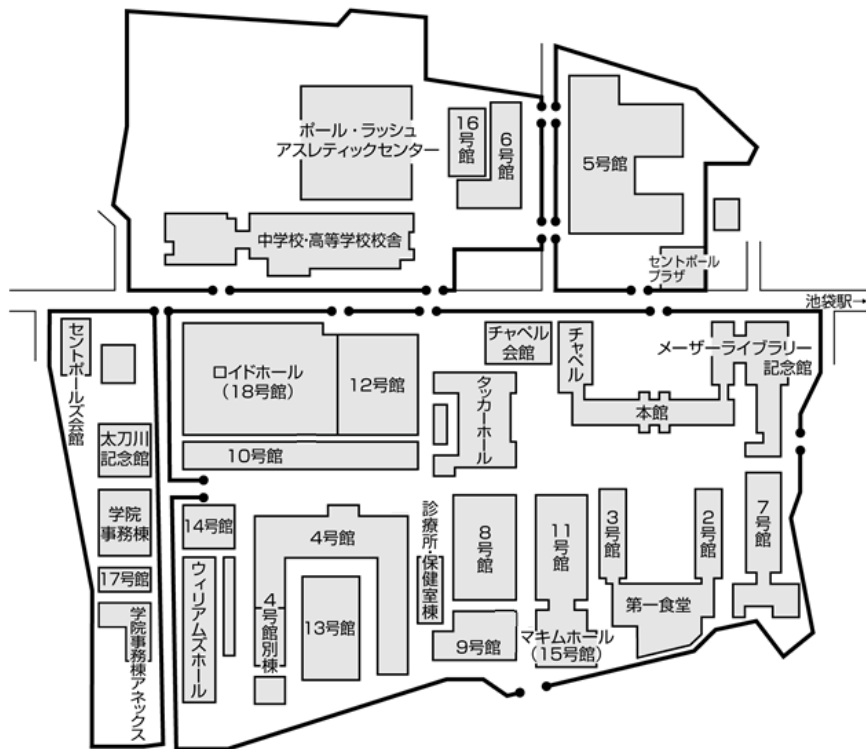 ポール・ラッシュ
アスレティックセンター
16号館
6号館
5号館
中学校・高等学校校舎
セントポール
プラザ
池袋駅→
セントポールズ会館
ロイドホール
(18号館)
12号館
チャペル
会館
チャペル
メーザーライブラリー
記念館
タッカーホール
本館
太刀川
記念館
10号館
学院
事務棟
14号館
4号館
診療所・保健室棟
8号館
11号館
3号館
2号館
7号館
17号館
ウィリアムズホール
4号館別棟
13号館
第一食堂
学院事務棟アネックス
9号館
マキムホール
(15号館)